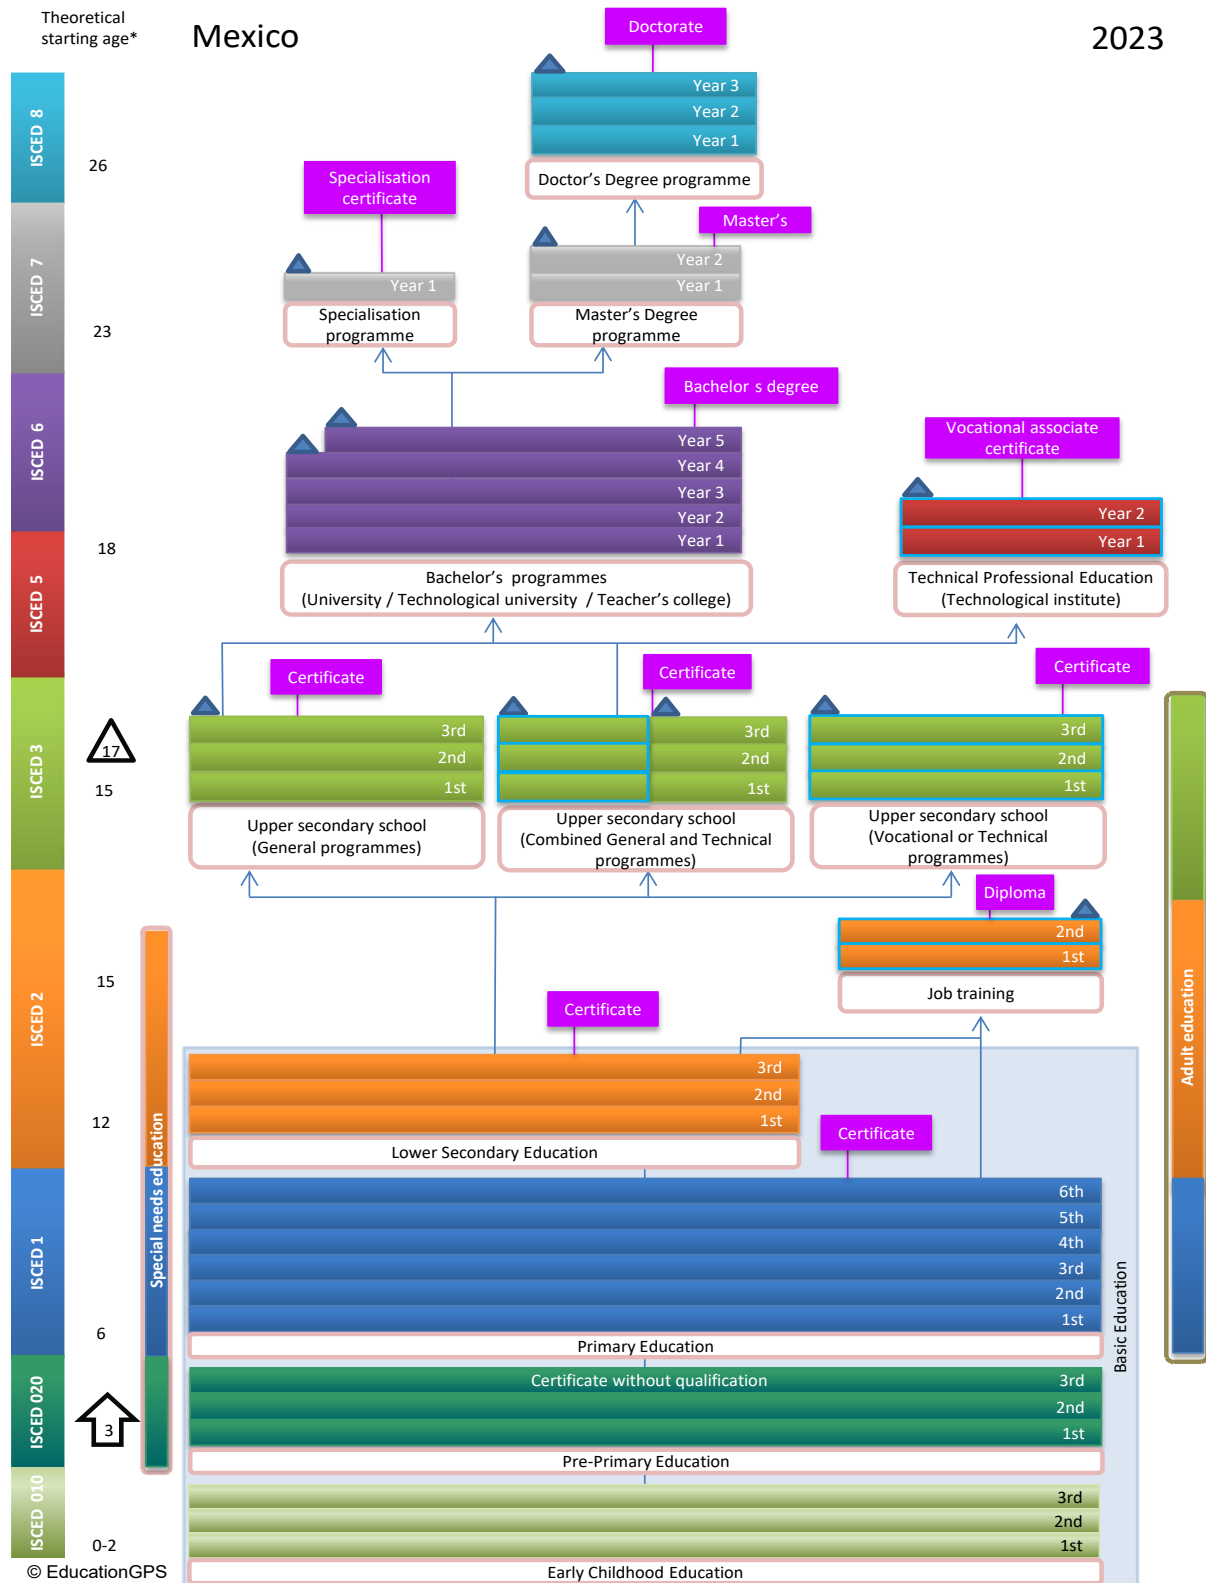 Theoretical
starting age*
Mexico
2023
Doctorate
Year 3
Year 2
Year 1
Doctor's Degree programme
ISCED 8
26
Specialisation
certificate
Master's
Year 1
Year 2
Year 1
Specialisation
programme
Master's Degree
programme
ISCED 7
23
Bachelor s degree
Year 5
Year 4
Year 3
Year 2
Year 1
Bachelor's programmes
(University / Technological university / Teacher's college)
ISCED 6
Vocational associate
certificate
Year 2
Year 1
Technical Professional Education
(Technological institute)
18
ISCED 5
Certificate
Certificate
Certificate
3rd
2nd
1st
3rd
2nd
1st
3rd
2nd
1st
Upper secondary school
(General programmes)
Upper secondary school
(Combined General and Technical
programmes)
Upper secondary school
(Vocational or Technical
programmes)
ISCED 3
17
15
Diploma
2nd
1st
Job training
ISCED 2
15
Certificate
3rd
2nd
1st
Lower Secondary Education
12
Certificate
6th
5th
4th
3rd
2nd
1st
Primary Education
ISCED 1
6
Special needs education
Adult education
Basic Education
Certificate without qualification
3rd
2nd
1st
Pre-Primary Education
ISCED 020
3
3rd
2nd
1st
Early Childhood Education
ISCED 010
0-2
© EducationGPS